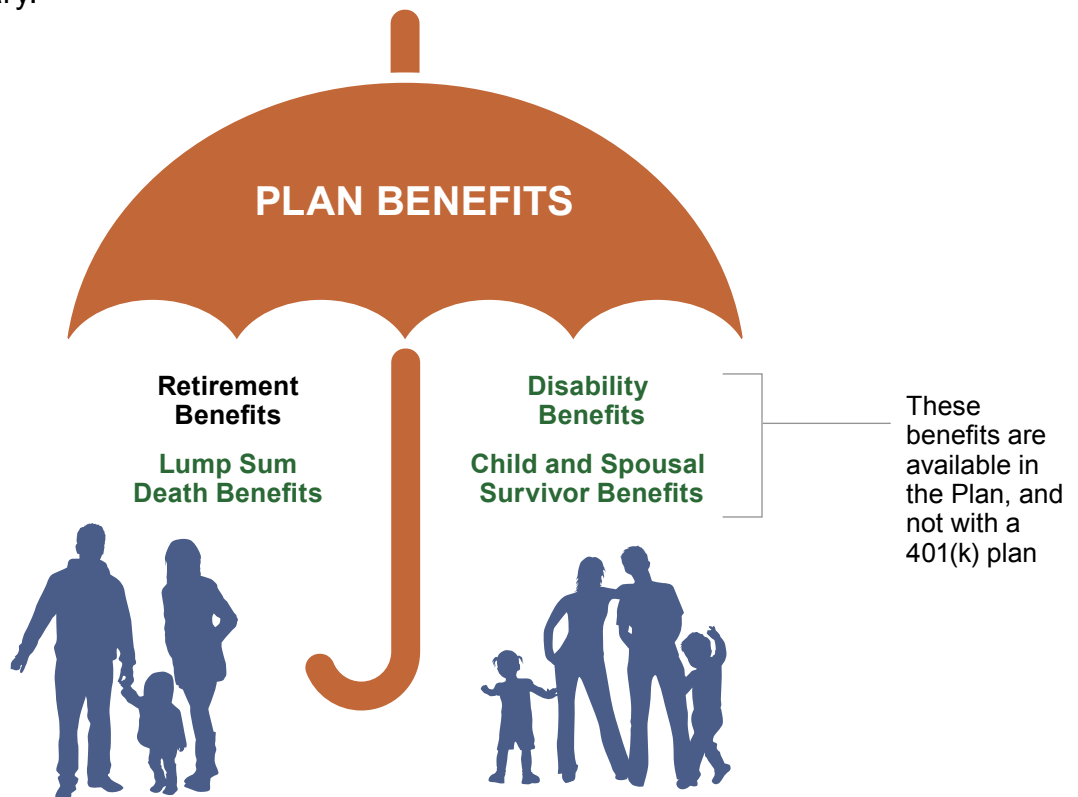 ary.
PLAN BENEFITS
Retirement
Benefits
Lump Sum
Death Benefits
Disability
Benefits
Child and Spousal
Survivor Benefits
These
benefits are
available in
the Plan, and
not with a
401(k) plan